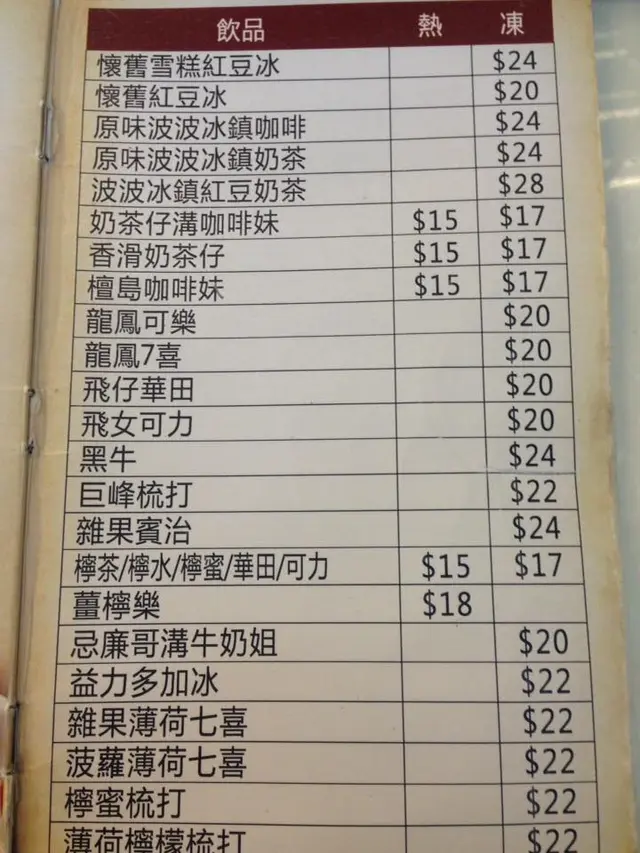 飲品 熱 凍
懷舊雪糕紅豆冰 $24
懷舊紅豆冰 $20
原味波波冰鎮咖啡 $24
原味波波冰鎮奶茶 $24
波波冰鎮紅豆奶茶 $28
奶茶仔溝咖啡妹 $15 $17
香滑奶茶仔 $15 $17
檀島咖啡妹 $15 $17
龍鳳可樂 $20
龍鳳7喜 $20
飛仔華田 $20
飛女可力 $20
黑牛 $24
巨峰梳打 $22
雜果賓治 $24
檸茶/檸水/檸蜜/華田/可力 $15 $17
薑檸樂 $18
忌廉哥溝牛奶姐 $20
益力多加冰 $22
雜果薄荷七喜 $22
菠蘿薄荷七喜 $22
檸蜜梳打 $22
薄荷檸檬梳打 $22